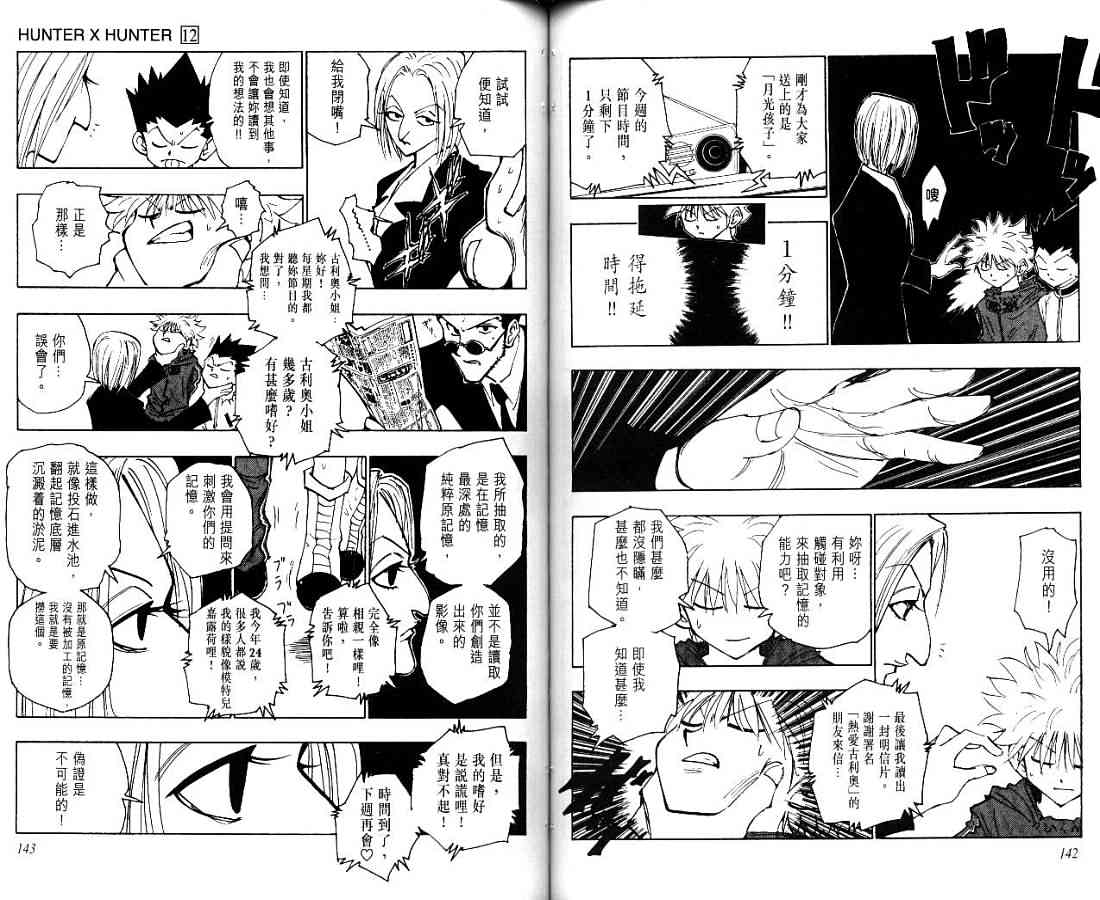 HUNTER X HUNTER 12
剛才為大家
送上的是
「月光孩子」。
今週的
節目時間，
只剩下
1分鐘了。
嗖
1分鐘!!
得拖延
時間!!
沒用的！
妳呀…
有利用
觸碰對象，
來抽取記憶的
能力吧？
我們甚麼
都沒隱瞞，
甚麼也不知道。
即使我
知道甚麼…
最後讓我讀出
一封明信片。
謝謝署名
「熱愛古利奧」的
朋友來信…
142
試試
便知道，
給我閉嘴！
即使知道，
我也會想其他事，
不會讓妳讀到
我的想法的!!
嘻…
正是
那樣…
古利奧小姐…
妳好！
每星期我都
聽妳節目的。
對了，
我想問…
古利奧小姐
幾多歲？
有甚麼嗜好？
你們…
誤會了。
我所抽取的，
是在記憶
最深處的
純粹原記憶，
並不是讀取
你們創造
出來的
影像。
完全像
相親一樣哩！
算啦，
告訴你吧！
我今年24歲，
很多人都說
我的樣貌像模特兒
嘉露荷哩！
我會用提問來
刺激你們的
記憶。
這樣做，
就像投石進水池，
翻起記憶底層
沉澱着的淤泥。
那就是原記憶…
沒有被加工的記憶…
我就是要
撈這個。
ブラ
ブラ
但是，
我的嗜好
是説謊哩！
真對不起！
時間到了，
下週再會♡
偽證是
不可能的！
143